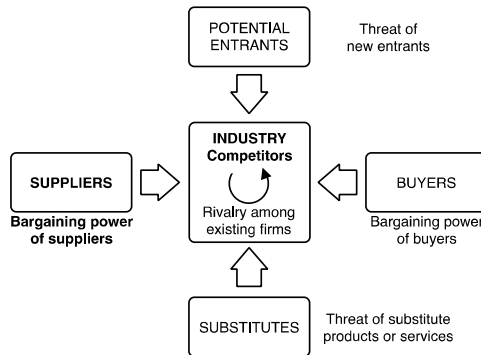 POTENTIAL
ENTRANTS
Threat of
new entrants
INDUSTRY
Competitors
Rivalry among
existing firms
SUPPLIERS
Bargaining power
of suppliers
BUYERS
Bargaining power
of buyers
SUBSTITUTES
Threat of substitute
products or services